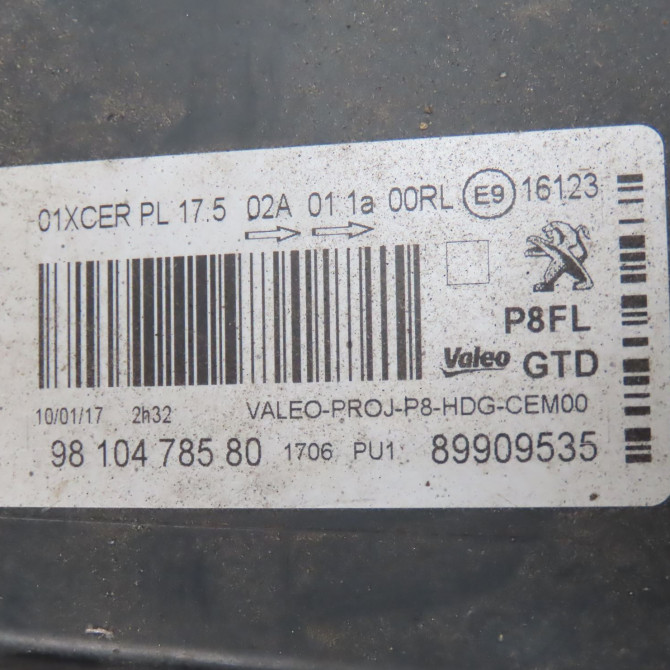 01XCER PL 17.5 02A 01 1a 00RL E9 16123
P8FL
Valeo GTD
10/01/17 2h32 VALEO-PROJ-P8-HDG-CEM00
98 104 785 80 1706 PU1 89909535